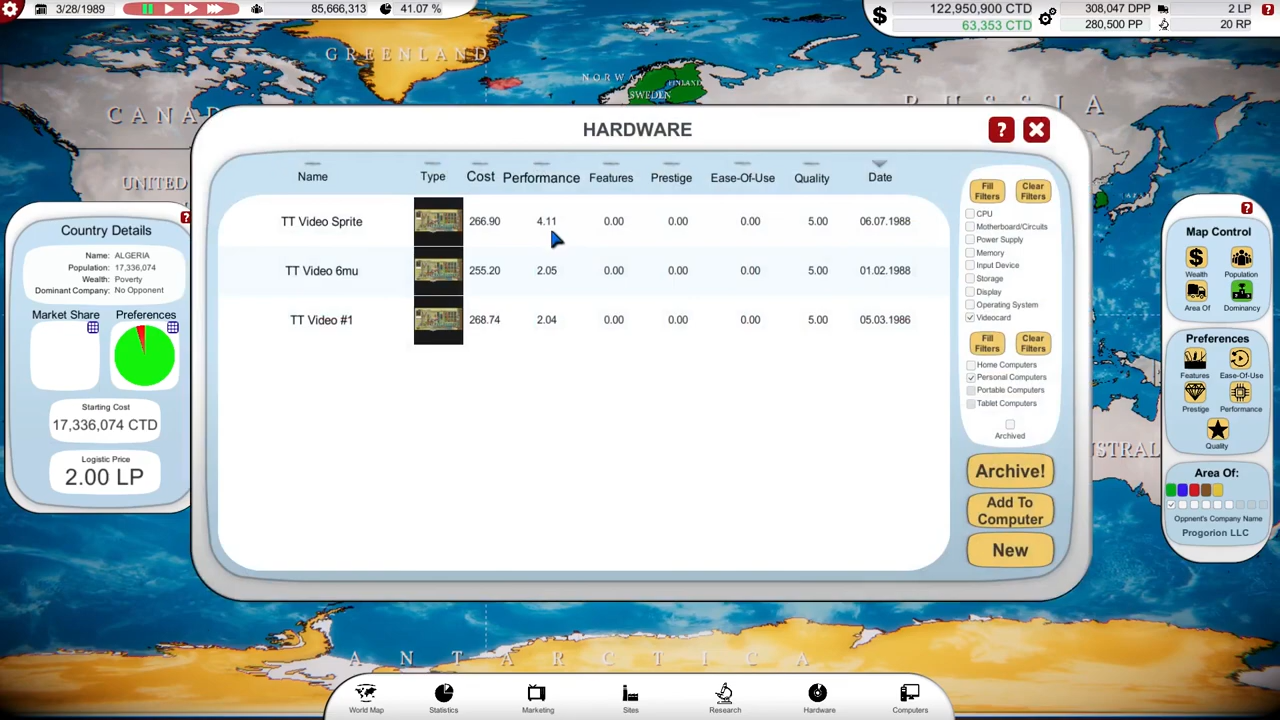 3/28/1989
85,666,313
41.07 %
122,950,900 CTD
63,353 CTD
308,047 DPP
280,500 PP
2 LP
20 RP
?
GREENLAND
NORWAY
FINLAND
SWEDEN
CANAD
RUSSIA
UNITED
HARDWARE
?
Name
Type
Cost
Performance
Features
Prestige
Ease-Of-Use
Quality
Date
TT Video Sprite
266.90
4.11
0.00
0.00
0.00
5.00
06.07.1988
TT Video 6mu
255.20
2.05
0.00
0.00
0.00
5.00
01.02.1988
TT Video #1
268.74
2.04
0.00
0.00
0.00
5.00
05.03.1986
Fill
Filters
Clear
Filters
CPU
Motherboard/Circuits
Power Supply
Memory
Input Device
Storage
Display
Operating System
Videocard
Fill
Filters
Clear
Filters
Home Computers
Personal Computers
Portable Computers
Tablet Computers
Archived
Archive!
Add To
Computer
New
?
Country Details
Name: ALGERIA
Population: 17,336,074
Wealth: Poverty
Dominant Company: No Opponent
Market Share
Preferences
Starting Cost
17,336,074 CTD
Logistic Price
2.00 LP
?
Map Control
Wealth
Population
Area Of
Dominancy
Preferences
Features
Ease-Of-Use
Prestige
Performance
Quality
Area Of:
Oppnent's Company Name
Progorion LLC
USTRAL
ANTARCTICA
World Map
Statistics
Marketing
Sites
Research
Hardware
Computers